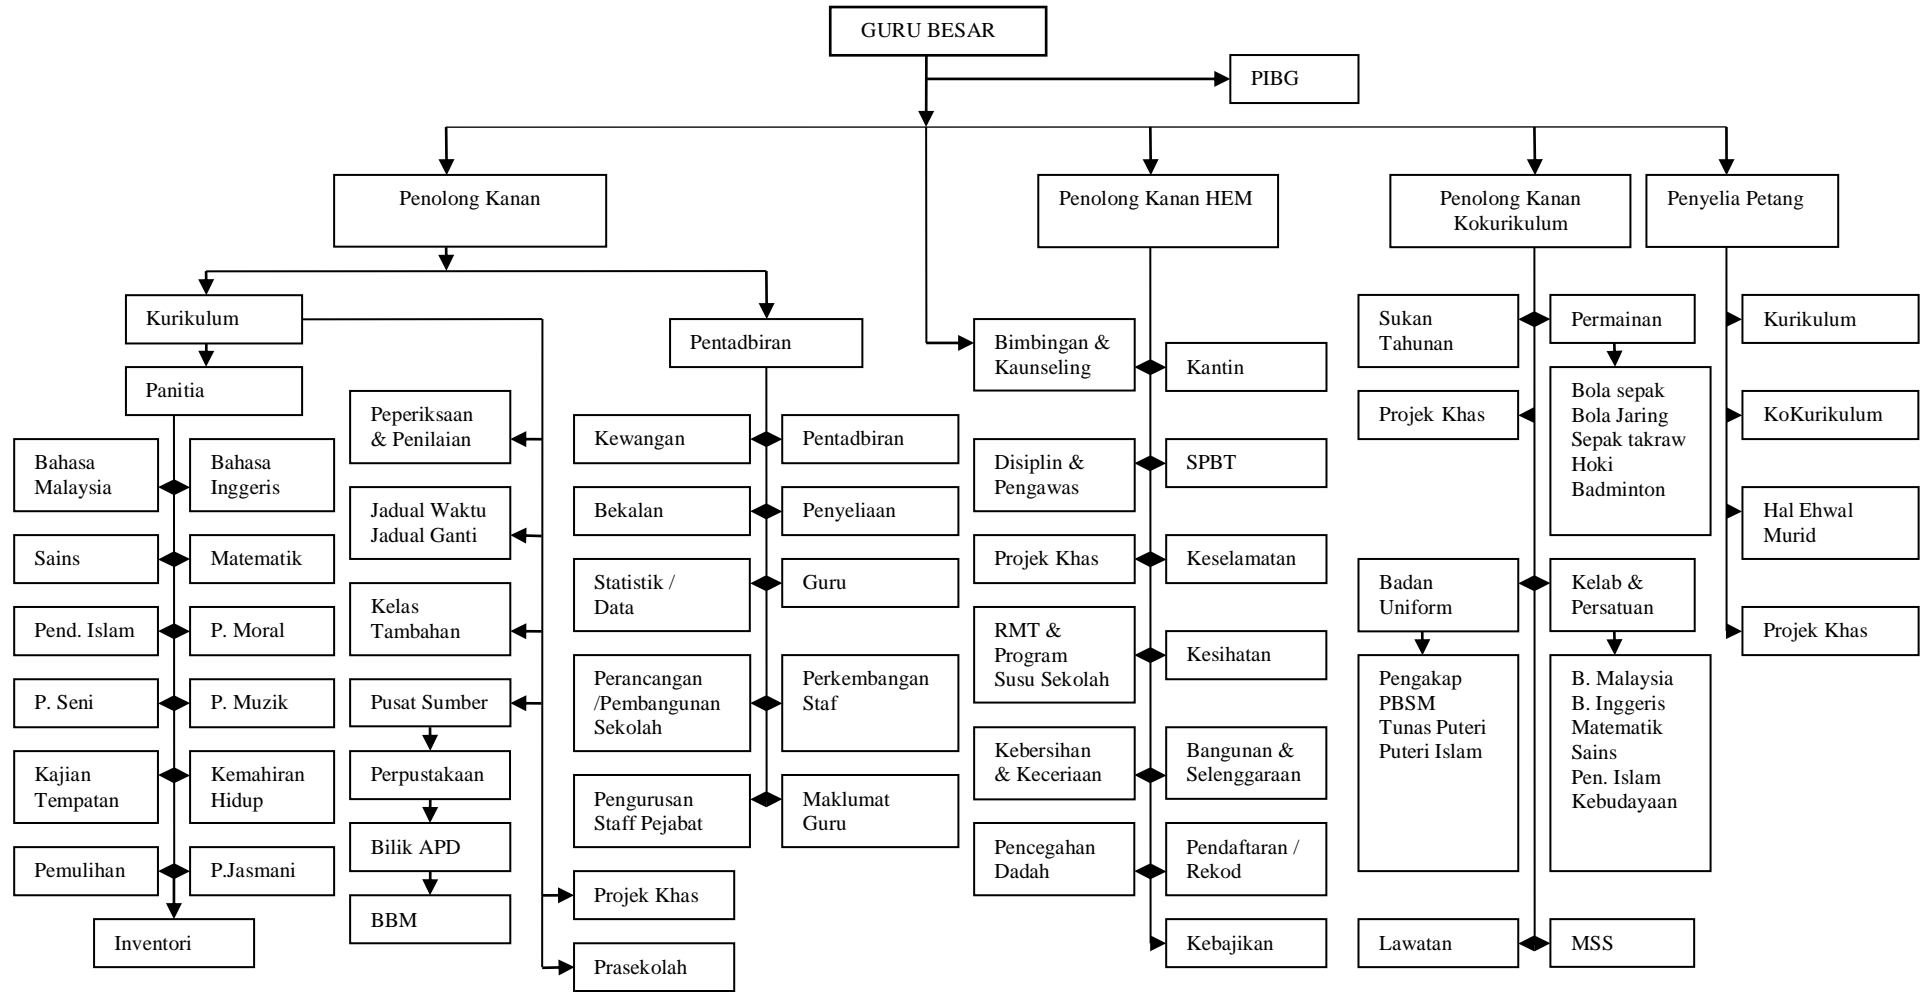 GURU BESAR
PIBG
Penolong Kanan
Penolong Kanan HEM
Penolong Kanan
Kokurikulum
Penyelia Petang
Kurikulum
Panitia
Bahasa
Malaysia
Bahasa
Inggeris
Sains
Matematik
Pend. Islam
P. Moral
P. Seni
P. Muzik
Kajian
Tempatan
Kemahiran
Hidup
Pemulihan
P.Jasmani
Inventori
Peperiksaan
& Penilaian
Jadual Waktu
Jadual Ganti
Kelas
Tambahan
Pusat Sumber
Perpustakaan
Bilik APD
BBM
Projek Khas
Prasekolah
Pentadbiran
Kewangan
Pentadbiran
Bekalan
Penyeliaan
Statistik /
Data
Guru
Perancangan
/Pembangunan
Sekolah
Perkembangan
Staf
Pengurusan
Staff Pejabat
Maklumat
Guru
Bimbingan &
Kaunseling
Kantin
Disiplin &
Pengawas
SPBT
Projek Khas
Keselamatan
RMT &
Program
Susu Sekolah
Kesihatan
Kebersihan
& Keceriaan
Bangunan &
Selenggaraan
Pencegahan
Dadah
Pendaftaran /
Rekod
Kebajikan
Sukan
Tahunan
Permainan
Projek Khas
Bola sepak
Bola Jaring
Sepak takraw
Hoki
Badminton
Badan
Uniform
Kelab &
Persatuan
Pengakap
PBSM
Tunas Puteri
Puteri Islam
B. Malaysia
B. Inggeris
Matematik
Sains
Pen. Islam
Kebudayaan
Lawatan
MSS
Kurikulum
KoKurikulum
Hal Ehwal
Murid
Projek Khas